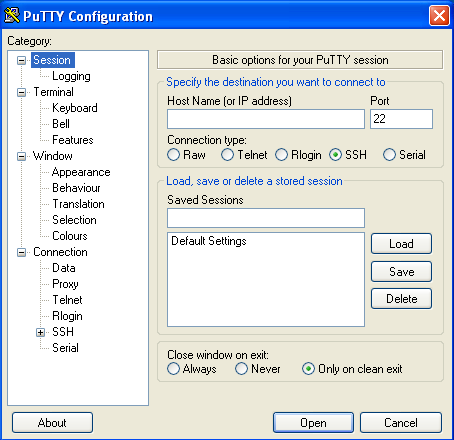 PuTTY Configuration
Category:
Session
Logging
Terminal
Keyboard
Bell
Features
Window
Appearance
Behaviour
Translation
Selection
Colours
Connection
Data
Proxy
Telnet
Rlogin
SSH
Serial
Basic options for your PuTTY session
Specify the destination you want to connect to
Host Name (or IP address) Port
22
Connection type:
Raw Telnet Rlogin SSH Serial
Load, save or delete a stored session
Saved Sessions
Default Settings
Load
Save
Delete
Close window on exit:
Always Never Only on clean exit
About Open Cancel